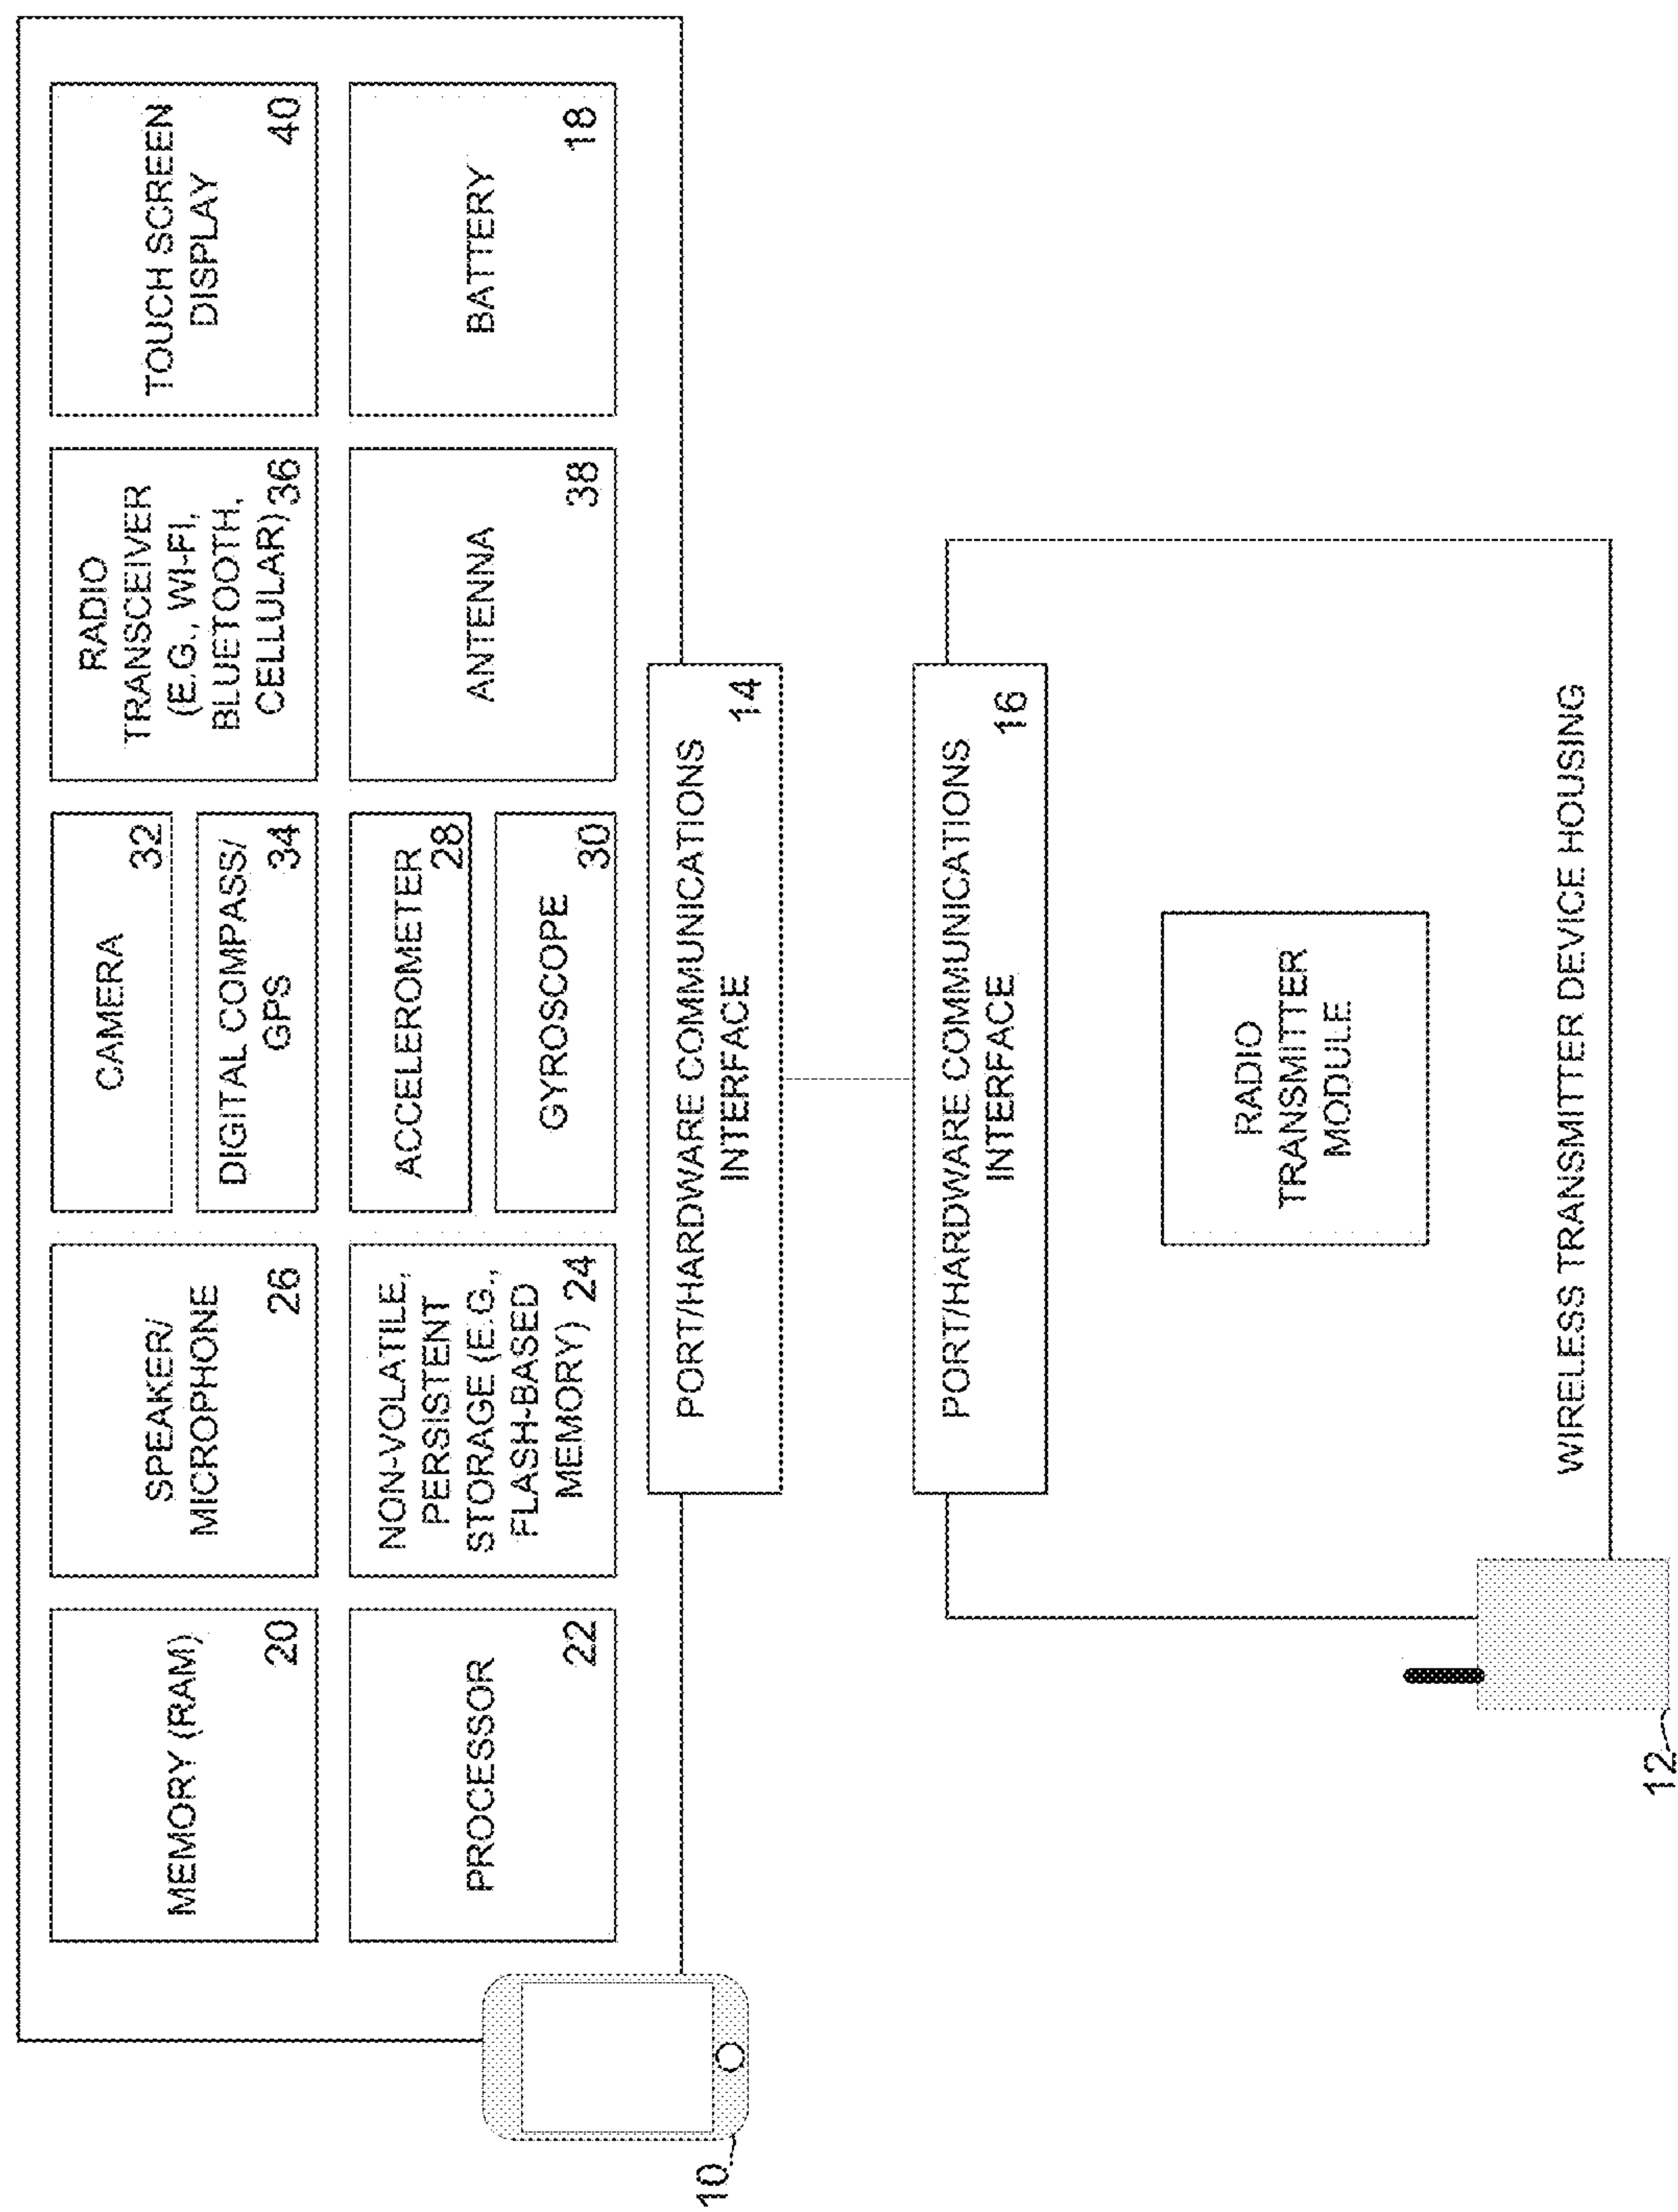 MEMORY (RAM)
20
SPEAKER/
MICROPHONE
26
CAMERA
32
DIGITAL COMPASS/
GPS
34
RADIO
TRANSCEIVER
(E.G., WI-FI,
BLUETOOTH,
CELLULAR) 36
TOUCH SCREEN
DISPLAY
40
PROCESSOR
22
NON-VOLATILE,
PERSISTENT
STORAGE (E.G.,
FLASH-BASED
MEMORY) 24
ACCELEROMETER
28
GYROSCOPE
30
ANTENNA
38
BATTERY
18
10
PORT/HARDWARE COMMUNICATIONS
INTERFACE
14
PORT/HARDWARE COMMUNICATIONS
INTERFACE
16
RADIO
TRANSMITTER
MODULE
WIRELESS TRANSMITTER DEVICE HOUSING
12